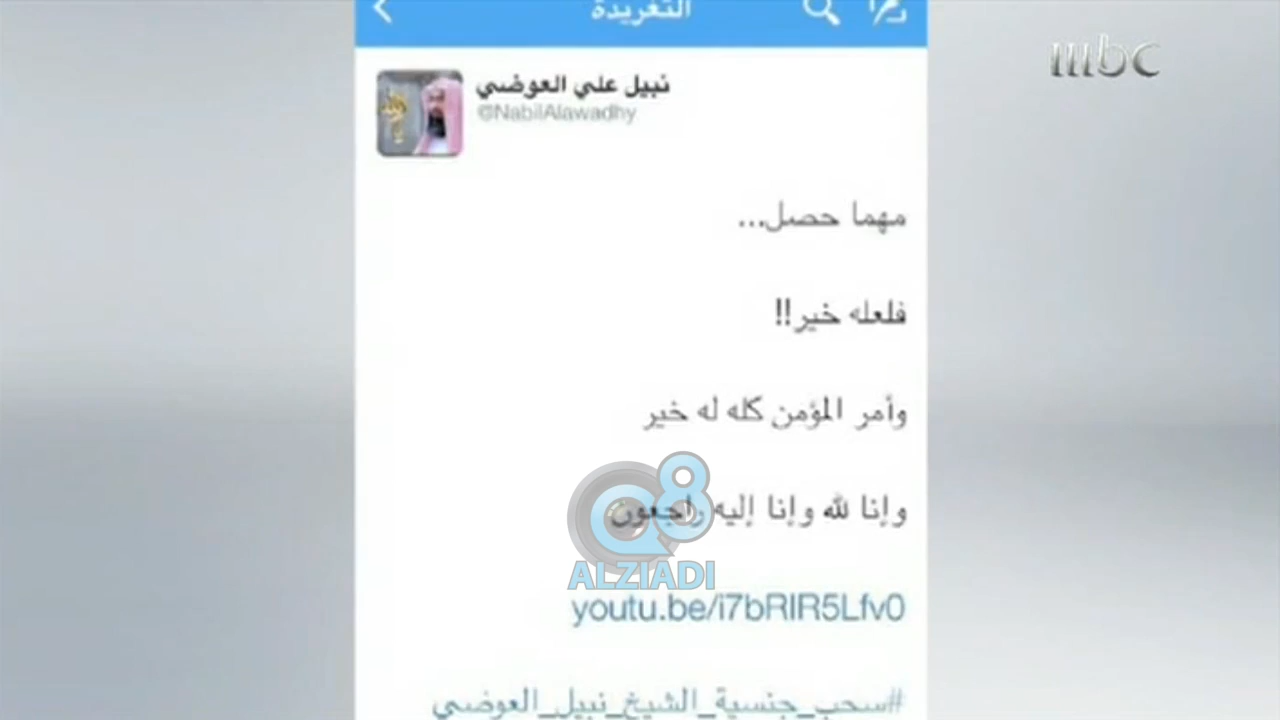 التغريدة
mbc
نبيل علي العوضي
@NabilAlawadhy
مهما حصل...
فلعله خير!!
وأمر المؤمن كله له خير
وإنا لله وإنا إليه راجعون
Q8
ALZIADI
youtu.be/i7bRIR5Lfv0
#سحب_جنسية_الشيخ_نبيل_العوضي